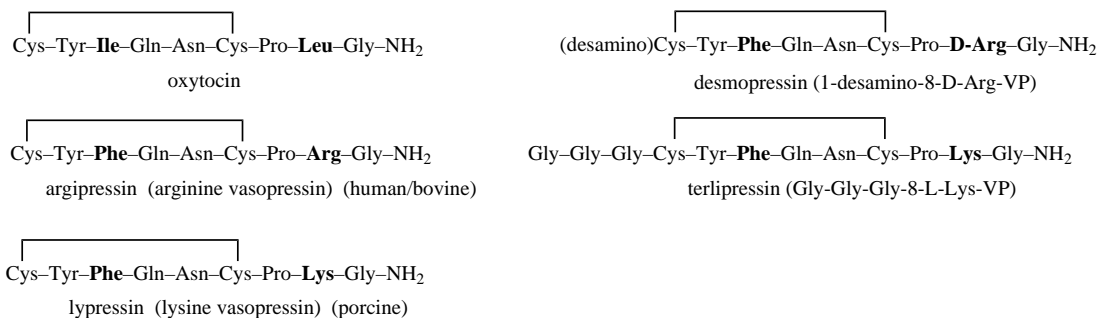 Cys–Tyr–Ile–Gln–Asn–Cys–Pro–Leu–Gly–NH2
oxytocin
Cys–Tyr–Phe–Gln–Asn–Cys–Pro–Arg–Gly–NH2
argipressin (arginine vasopressin) (human/bovine)
Cys–Tyr–Phe–Gln–Asn–Cys–Pro–Lys–Gly–NH2
lypressin (lysine vasopressin) (porcine)
(desamino)Cys–Tyr–Phe–Gln–Asn–Cys–Pro–D-Arg–Gly–NH2
desmopressin (1-desamino-8-D-Arg-VP)
Gly–Gly–Gly–Cys–Tyr–Phe–Gln–Asn–Cys–Pro–Lys–Gly–NH2
terlipressin (Gly-Gly-Gly-8-L-Lys-VP)